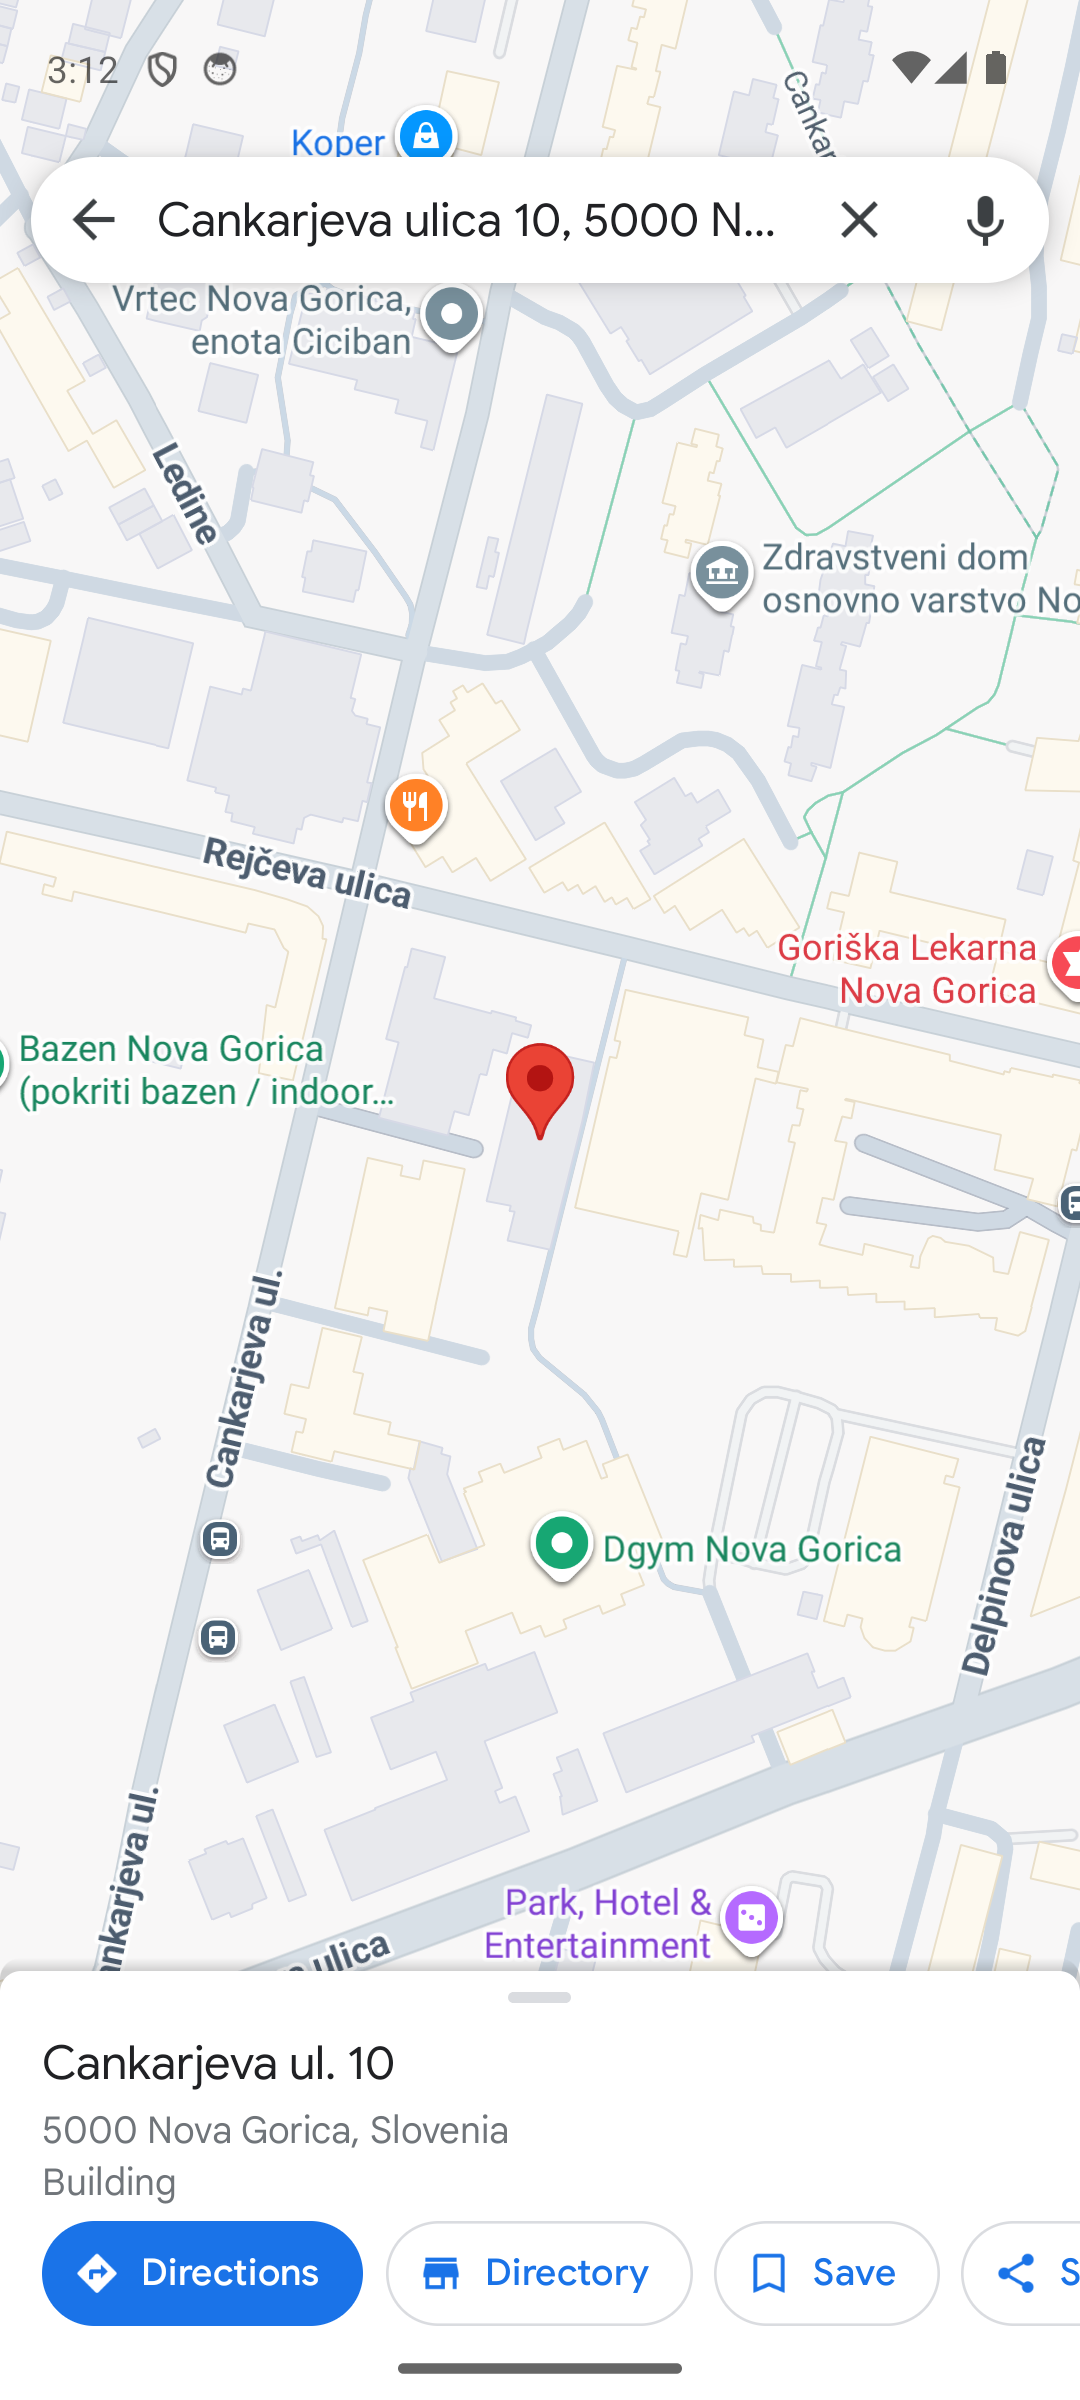 3:12
Cankar
Koper
Cankarjeva ulica 10, 5000 N...
Vrtec Nova Gorica,
enota Ciciban
Ledine
Zdravstveni dom
osnovno varstvo No
Rejčeva ulica
Goriška Lekarna
Nova Gorica
Bazen Nova Gorica
(pokriti bazen / indoor...
Cankarjeva ul.
Dgym Nova Gorica
Delpinova ulica
ankarjeva ul.
Park, Hotel &
Entertainment
ulica
Cankarjeva ul. 10
5000 Nova Gorica, Slovenia
Building
Directions
Directory
Save
S